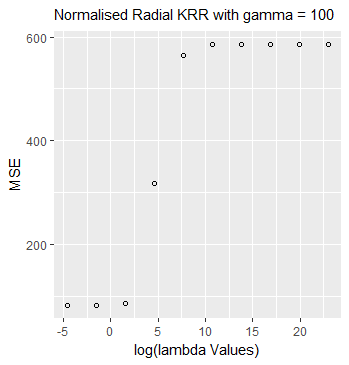 Normalised Radial KRR with gamma = 100
600
400
200
MSE
-5 0 5 10 15 20
log(lambda Values)